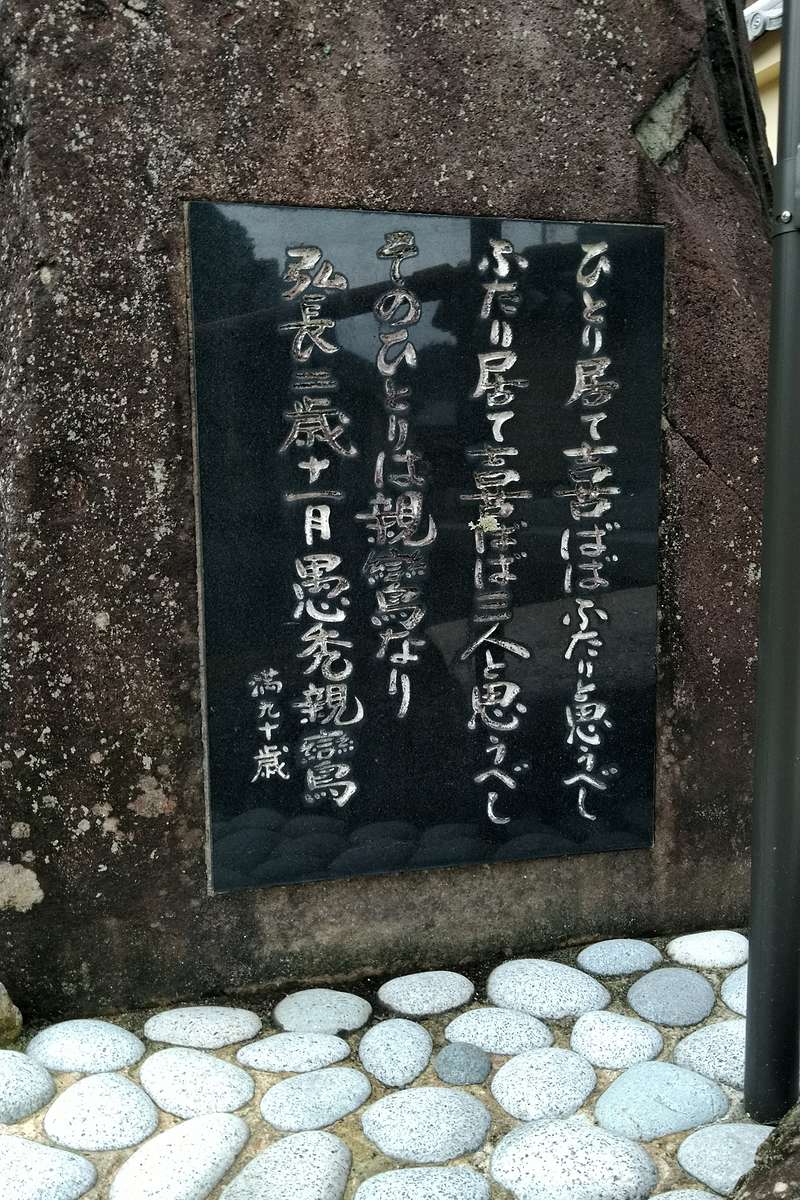 ひとり居て喜ばばふたりと思うべし
ふたり居て喜ばば三人と思うべし
そのひとりは親鸞なり
弘長二歳十一月愚禿親鸞
満九十歳